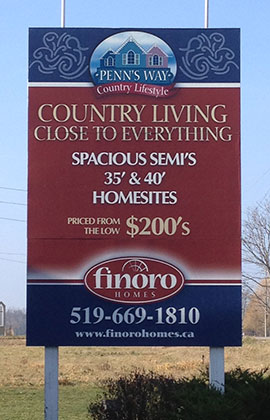 PENN'S WAY
Country Lifestyle
COUNTRY LIVING
CLOSE TO EVERYTHING
SPACIOUS SEMI'S
35' & 40'
HOMESITES
PRICED FROM
THE LOW $200's
finoro
HOMES
519-669-1810
www.finorohomes.ca